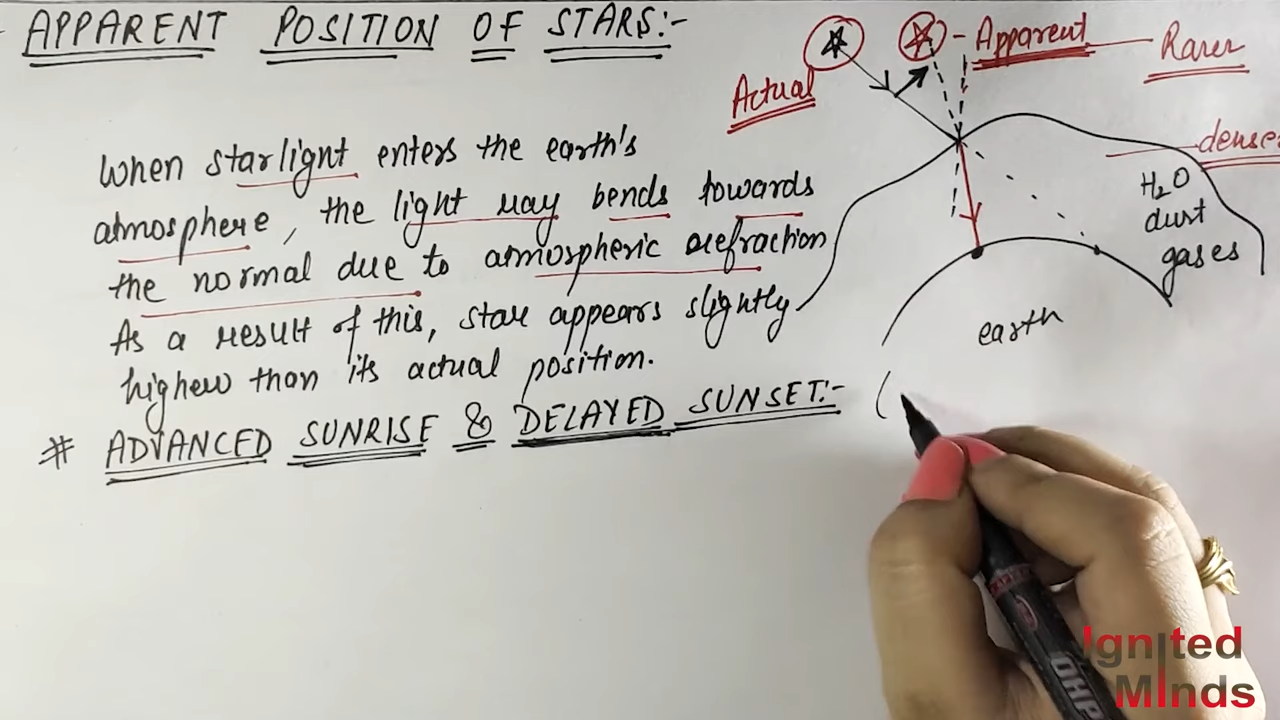 APPARENT POSITION OF STARS:-
Actual
- Apparent
Rarer
When starlight enters the earth's
atmosphere, the light ray bends towards
the normal due to atmospheric refraction
As a result of this, star appears slightly
higher than its actual position.
denser
H₂O
dust
gases
earth
# ADVANCED SUNRISE & DELAYED SUNSET:-
(
OHP
Ignited
Minds